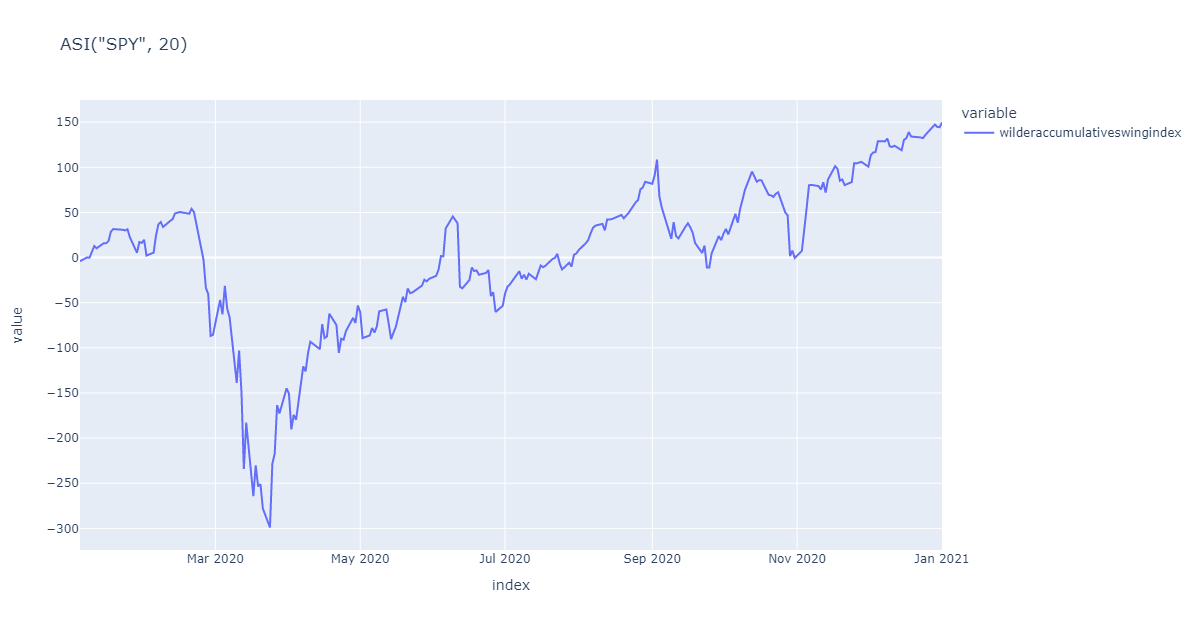 ASI("SPY", 20)
variable
wilderaccumulativeswingindex
value
150
100
50
0
−50
−100
−150
−200
−250
−300
Mar 2020
May 2020
Jul 2020
Sep 2020
Nov 2020
Jan 2021
index